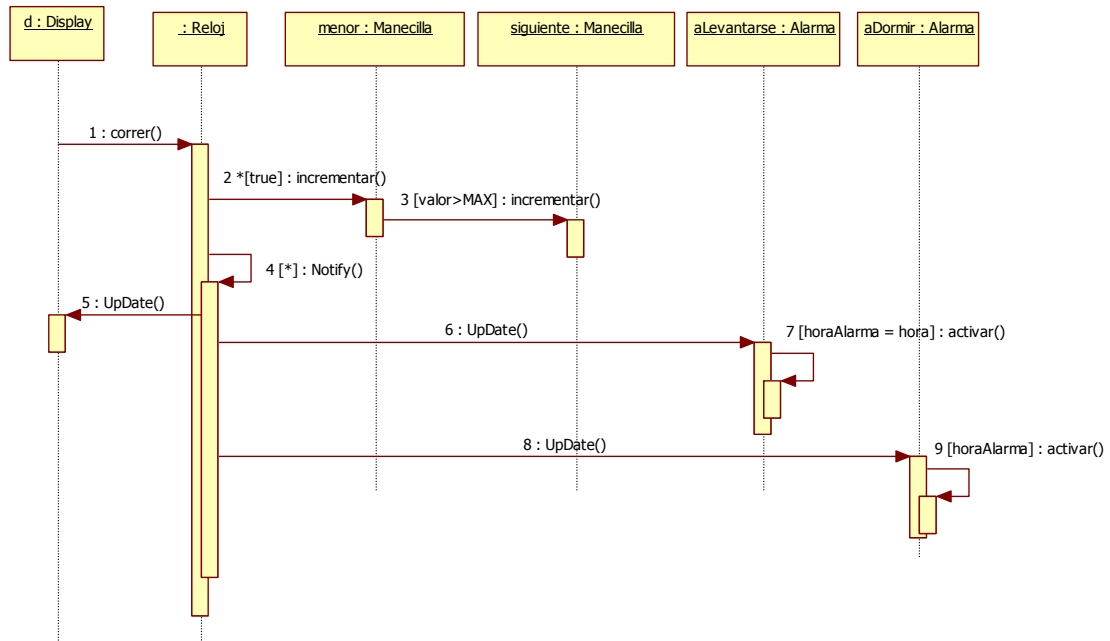 d : Display
: Reloj
menor : Manecilla
siguiente : Manecilla
aLevantarse : Alarma
aDormir : Alarma
1 : correr()
2 *[true] : incrementar()
3 [valor>MAX] : incrementar()
4 [*] : Notify()
5 : UpDate()
6 : UpDate()
7 [horaAlarma = hora] : activar()
8 : UpDate()
9 [horaAlarma] : activar()